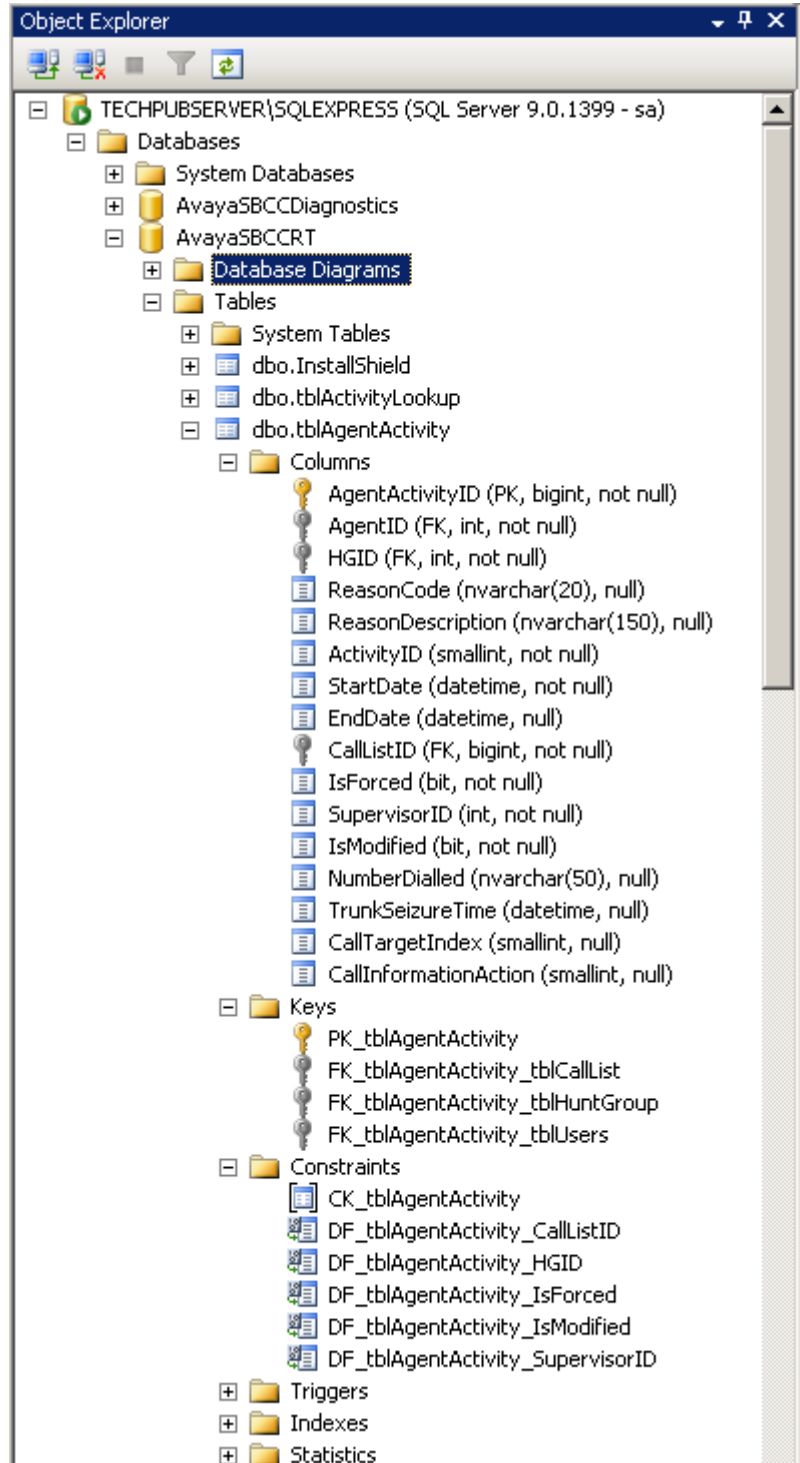 Object Explorer
TECHPUBSERVER\SQLEXPRESS (SQL Server 9.0.1399 - sa)
Databases
System Databases
AvayaSBCCDiagnostics
AvayaSBCCRT
Database Diagrams
Tables
System Tables
dbo.InstallShield
dbo.tblActivityLookup
dbo.tblAgentActivity
Columns
AgentActivityID (PK, bigint, not null)
AgentID (FK, int, not null)
HGID (FK, int, not null)
ReasonCode (nvarchar(20), null)
ReasonDescription (nvarchar(150), null)
ActivityID (smallint, not null)
StartDate (datetime, not null)
EndDate (datetime, null)
CallListID (FK, bigint, not null)
IsForced (bit, not null)
SupervisorID (int, not null)
IsModified (bit, not null)
NumberDialled (nvarchar(50), null)
TrunkSeizureTime (datetime, null)
CallTargetIndex (smallint, null)
CallInformationAction (smallint, null)
Keys
PK_tblAgentActivity
FK_tblAgentActivity_tblCallList
FK_tblAgentActivity_tblHuntGroup
FK_tblAgentActivity_tblUsers
Constraints
CK_tblAgentActivity
DF_tblAgentActivity_CallListID
DF_tblAgentActivity_HGID
DF_tblAgentActivity_IsForced
DF_tblAgentActivity_IsModified
DF_tblAgentActivity_SupervisorID
Triggers
Indexes
Statistics